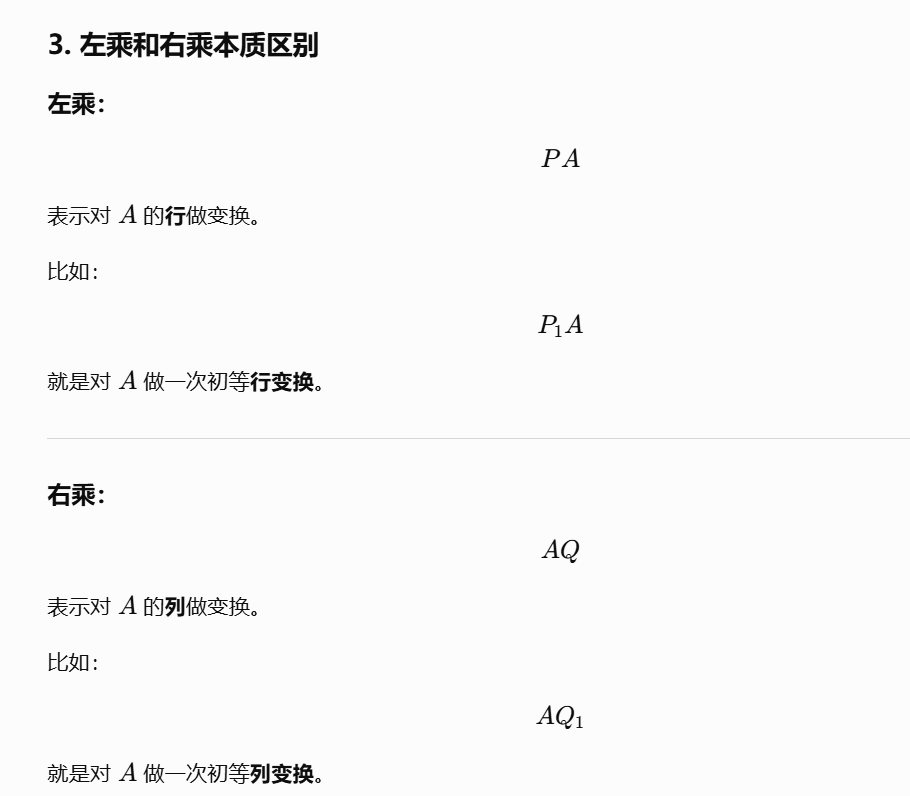 3. 左乘和右乘本质区别
左乘：
PA
表示对 A 的行做变换。
比如：
P₁A
就是对 A 做一次初等行变换。
右乘：
AQ
表示对 A 的列做变换。
比如：
AQ₁
就是对 A 做一次初等列变换。